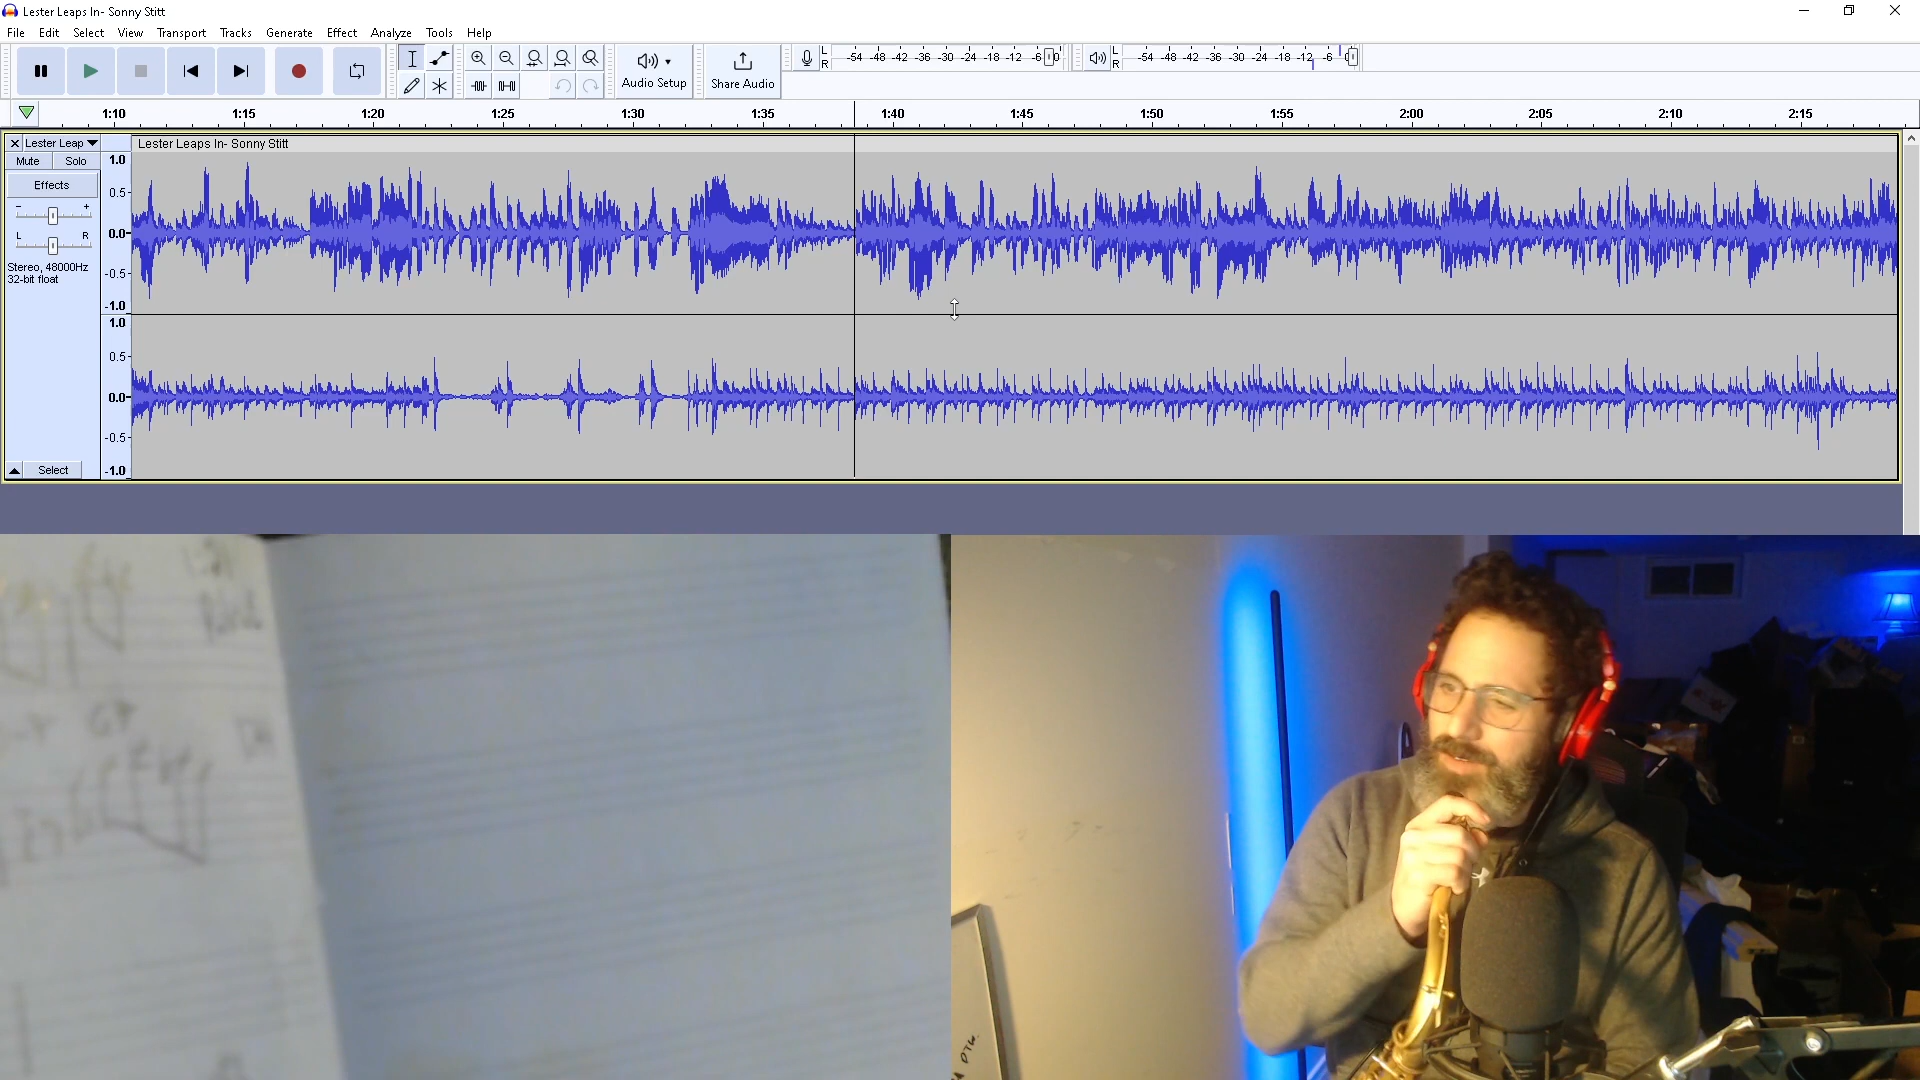 Lester Leaps In- Sonny Stitt
File Edit Select View Transport Tracks Generate Effect Analyze Tools Help
Audio Setup
Share Audio
L
R
-54 -48 -42 -36 -30 -24 -18 -12 -6 0
L
R
-54 -48 -42 -36 -30 -24 -18 -12 -6 0
1:10 1:15 1:20 1:25 1:30 1:35 1:40 1:45 1:50 1:55 2:00 2:05 2:10 2:15
Lester Leap
Lester Leaps In- Sonny Stitt
Mute Solo
Effects
- +
L R
Stereo, 48000Hz
32-bit float
Select
1.0
0.5
0.0
-0.5
-1.0
1.0
0.5
0.0
-0.5
-1.0
G7